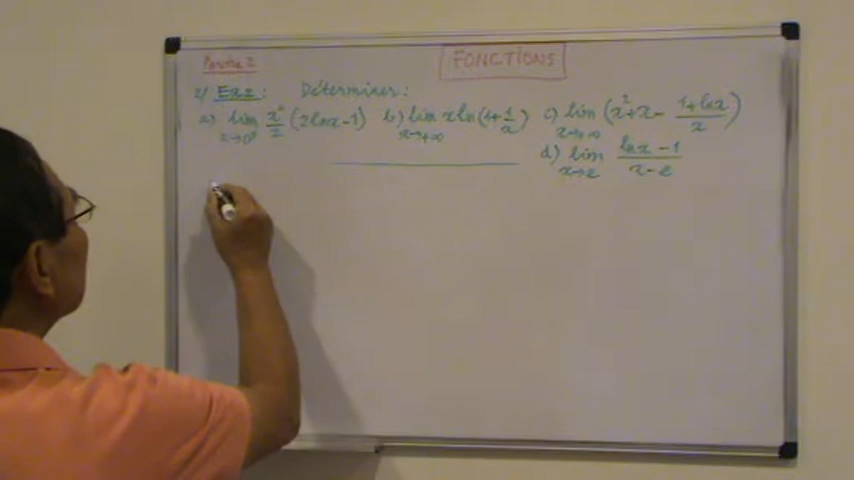 FONCTIONS
Partie 2
2/ Ex2 : Déterminer :
a) lim x→0⁺ x²/2 (2lnx-1) b) lim x→+∞ xln(1+1/x) c) lim x→+∞ (x²+x- 1+lnx/x)
d) lim x→e lnx-1/x-e